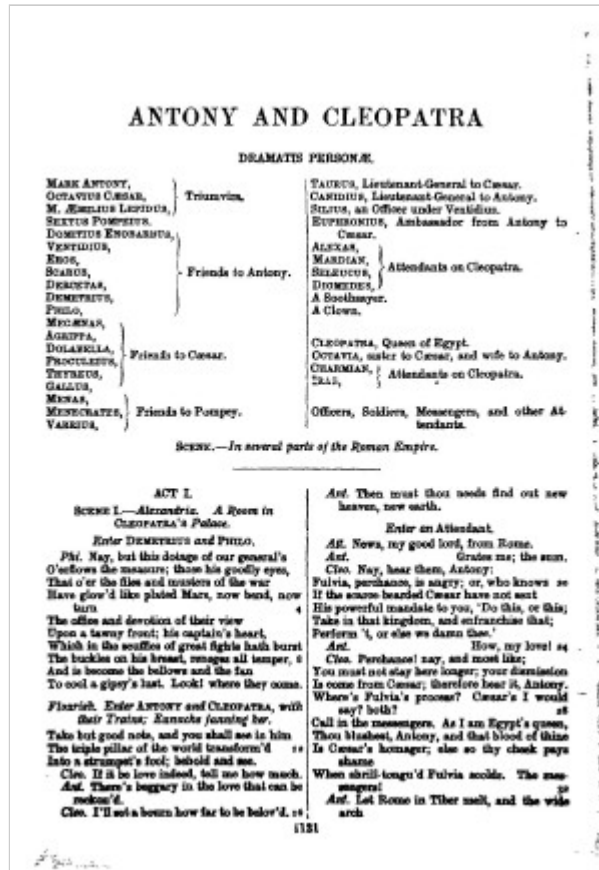 ANTONY AND CLEOPATRA
DRAMATIS PERSONÆ.
MARK ANTONY,
OCTAVIUS CÆSAR,
M. ÆMILIUS LEPIDUS,
Triumvirs.
SEXTUS POMPEIUS.
DOMITIUS ENOBARBUS,
VENTIDIUS,
EROS,
SCARUS,
DERCETAS,
DEMETRIUS,
PHILO,
Friends to Antony.
MECÆNAS,
AGRIPPA,
DOLABELLA,
PROCULEIUS,
THYREUS,
GALLUS,
Friends to Cæsar.
MENAS,
MENECRATES,
VARRIUS,
Friends to Pompey.
TAURUS, Lieutenant-General to Cæsar.
CANIDIUS, Lieutenant-General to Antony.
SILIUS, an Officer under Ventidius.
EUPHRONIUS, Ambassador from Antony to
Cæsar.
ALEXAS,
MARDIAN,
SELEUCUS,
DIOMEDES,
Attendants on Cleopatra.
A Soothsayer.
A Clown.
CLEOPATRA, Queen of Egypt.
OCTAVIA, sister to Cæsar, and wife to Antony.
CHARMIAN,
IRAS,
Attendants on Cleopatra.
Officers, Soldiers, Messengers, and other At-
tendants.
SCENE.—In several parts of the Roman Empire.
ACT I.
SCENE I.—Alexandria. A Room in
CLEOPATRA'S Palace.
Enter DEMETRIUS and PHILO.
Phi. Nay, but this dotage of our general's
O'erflows the measure; those his goodly eyes,
That o'er the files and musters of the war
Have glow'd like plated Mars, now bend, now
turn 4
The office and devotion of their view
Upon a tawny front; his captain's heart,
Which in the scuffles of great fights hath burst
The buckles on his breast, reneges all temper, 8
And is become the bellows and the fan
To cool a gipsy's lust. Look! where they come.
Flourish. Enter ANTONY and CLEOPATRA, with
their Trains; Eunuchs fanning her.
Take but good note, and you shall see in him
The triple pillar of the world transform'd 12
Into a strumpet's fool; behold and see.
Cleo. If it be love indeed, tell me how much.
Ant. There's beggary in the love that can be
reckon'd.
Cleo. I'll set a bourn how far to be belov'd. 16
Ant. Then must thou needs find out new
heaven, new earth.
Enter an Attendant.
Att. News, my good lord, from Rome.
Ant. Grates me; the sum.
Cleo. Nay, hear them, Antony:
Fulvia, perchance, is angry; or, who knows 20
If the scarce-bearded Cæsar have not sent
His powerful mandate to you, 'Do this, or this;
Take in that kingdom, and enfranchise that;
Perform 't, or else we damn thee.'
Ant. How, my love! 24
Cleo. Perchance! nay, and most like;
You must not stay here longer; your dismission
Is come from Cæsar; therefore hear it, Antony.
Where's Fulvia's process? Cæsar's I would
say? both? 28
Call in the messengers. As I am Egypt's queen,
Thou blushest, Antony, and that blood of thine
Is Cæsar's homager; else so thy cheek pays
shame
When shrill-tongu'd Fulvia scolds. The mes-
sengers! 32
Ant. Let Rome in Tiber melt, and the wide
arch